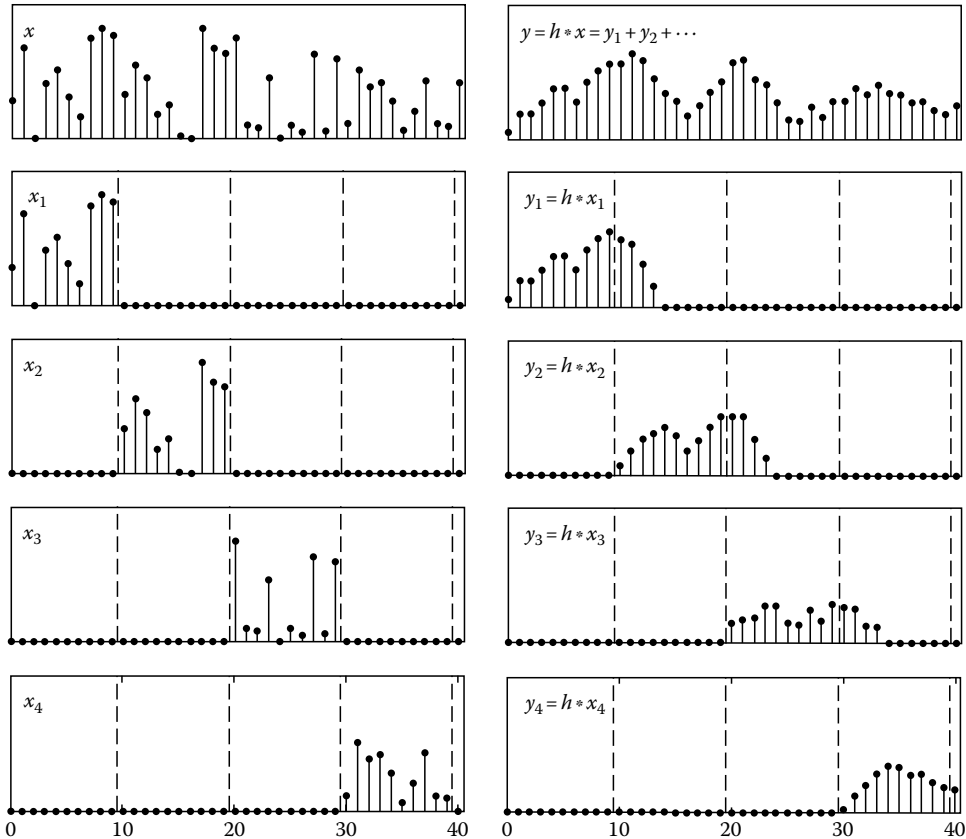 x
y = h * x = y₁ + y₂ + ⋯
x₁
y₁ = h * x₁
x₂
y₂ = h * x₂
x₃
y₃ = h * x₃
x₄
y₄ = h * x₄
0 10 20 30 40
0 10 20 30 40